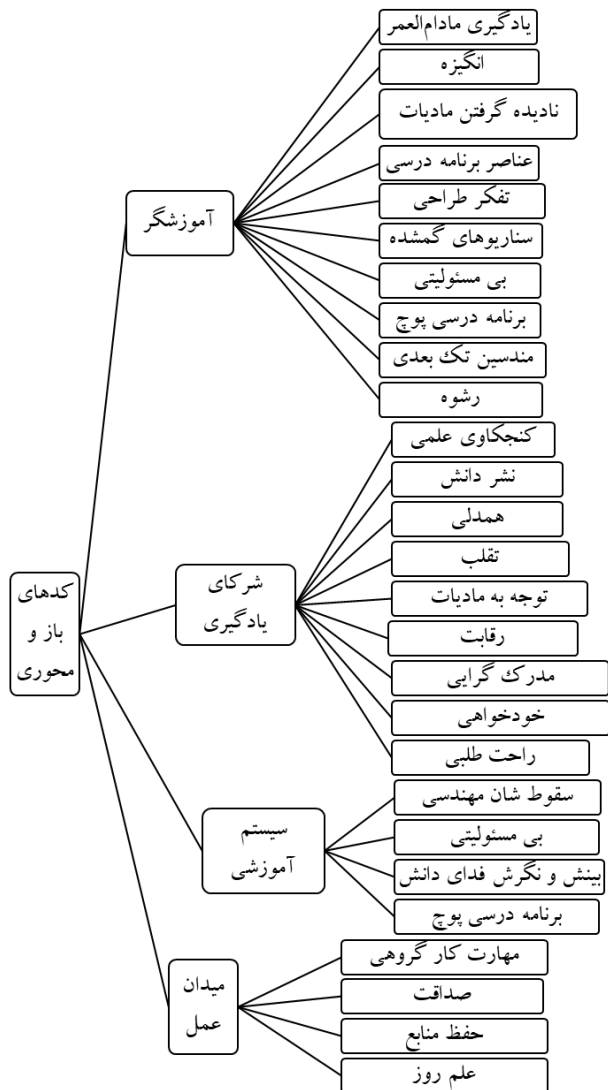 کدهای
باز و
محوری
آموزشگر
یادگیری مادام‌العمر
انگیزه
نادیده گرفتن مادیات
عناصر برنامه درسی
تفکر طراحی
سناریوهای گمشده
بی مسئولیتی
برنامه درسی پوچ
مندسین تک بعدی
رشوه
شرکای
یادگیری
کنجکاوی علمی
نشر دانش
همدلی
تقلب
توجه به مادیات
رقابت
مدرک گرایی
خودخواهی
راحت طلبی
سیستم
آموزشی
سقوط شان مهندسی
بی مسئولیتی
بینش و نگرش فدای دانش
برنامه درسی پوچ
میدان
عمل
مهارت کار گروهی
صداقت
حفظ منابع
علم روز